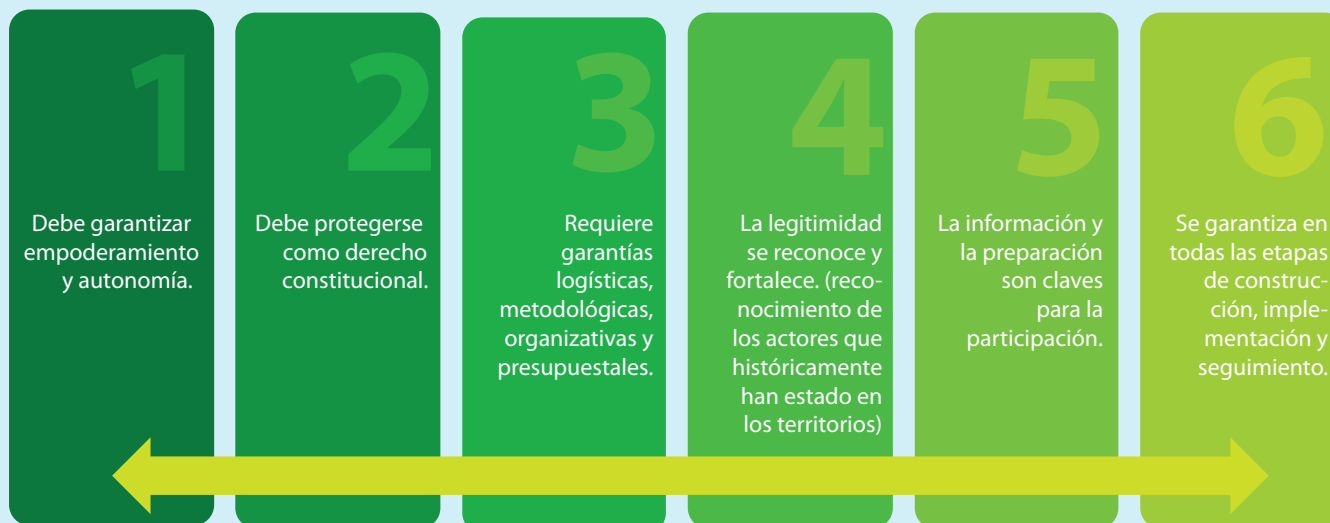 1
Debe garantizar
empoderamiento
y autonomía.
2
Debe protegerse
como derecho
constitucional.
3
Requiere
garantías
logísticas,
metodológicas,
organizativas y
presupuestales.
4
La legitimidad
se reconoce y
fortalece. (reco-
nocimiento de
los actores que
históricamente
han estado en
los territorios)
5
La información y
la preparación
son claves
para la
participación.
6
Se garantiza en
todas las etapas
de construc-
ción, imple-
mentación y
seguimiento.